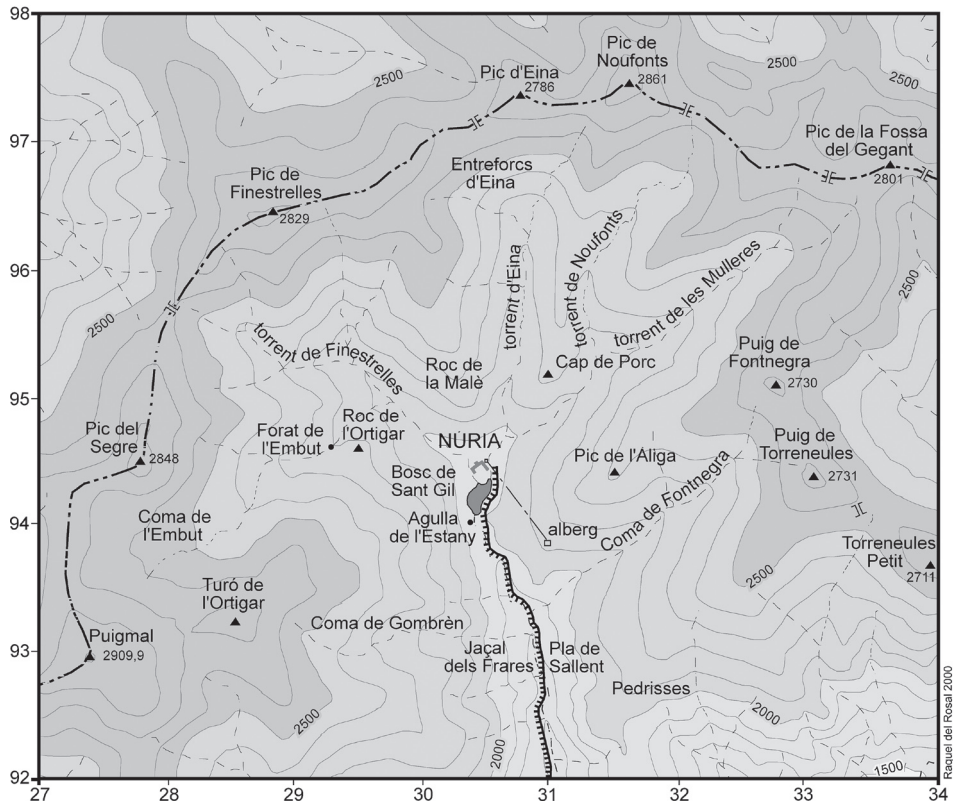 98
97
96
95
94
93
92
27
28
29
30
31
32
33
34
2500
Pic d'Eina
2786
Pic de
Noufonts
2861
2500
2500
Pic de la Fossa
del Gegant
2801
Pic de
Finestrelles
2829
Entreforcs
d'Eina
torrent d'Eina
torrent de Noufonts
torrent de les Mulleres
2500
2500
torrent de Finestrelles
Roc de
la Malè
Cap de Porc
Puig de
Fontnegra
2730
Pic del
Segre
2848
Forat de
l'Embut
Roc de
l'Ortigar
NÚRIA
Bosc de
Sant Gil
Pic de l'Àliga
Puig de
Torreneules
2731
Coma de
l'Embut
Agulla
de l'Estany
alberg
Coma de Fontnegra
Torreneules
Petit
2711
2500
Turó de
l'Ortigar
Coma de Gombrèn
Puigmal
2909,9
Jaçal
dels Frares
Pla de
Sallent
Pedrisses
2500
2000
2000
1500
Raquel del Rosal 2000